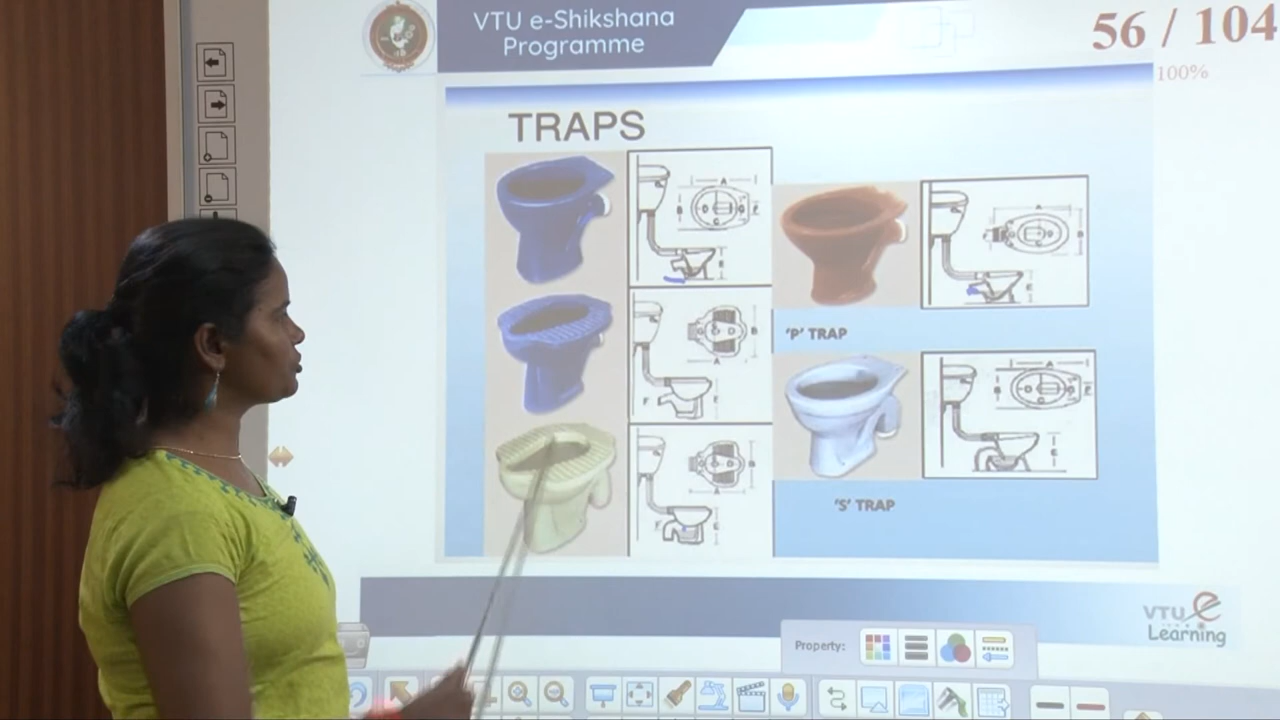 VTU e-Shikshana
Programme
56 / 104
100%
TRAPS
'P' TRAP
'S' TRAP
VTU e
Learning
Property: